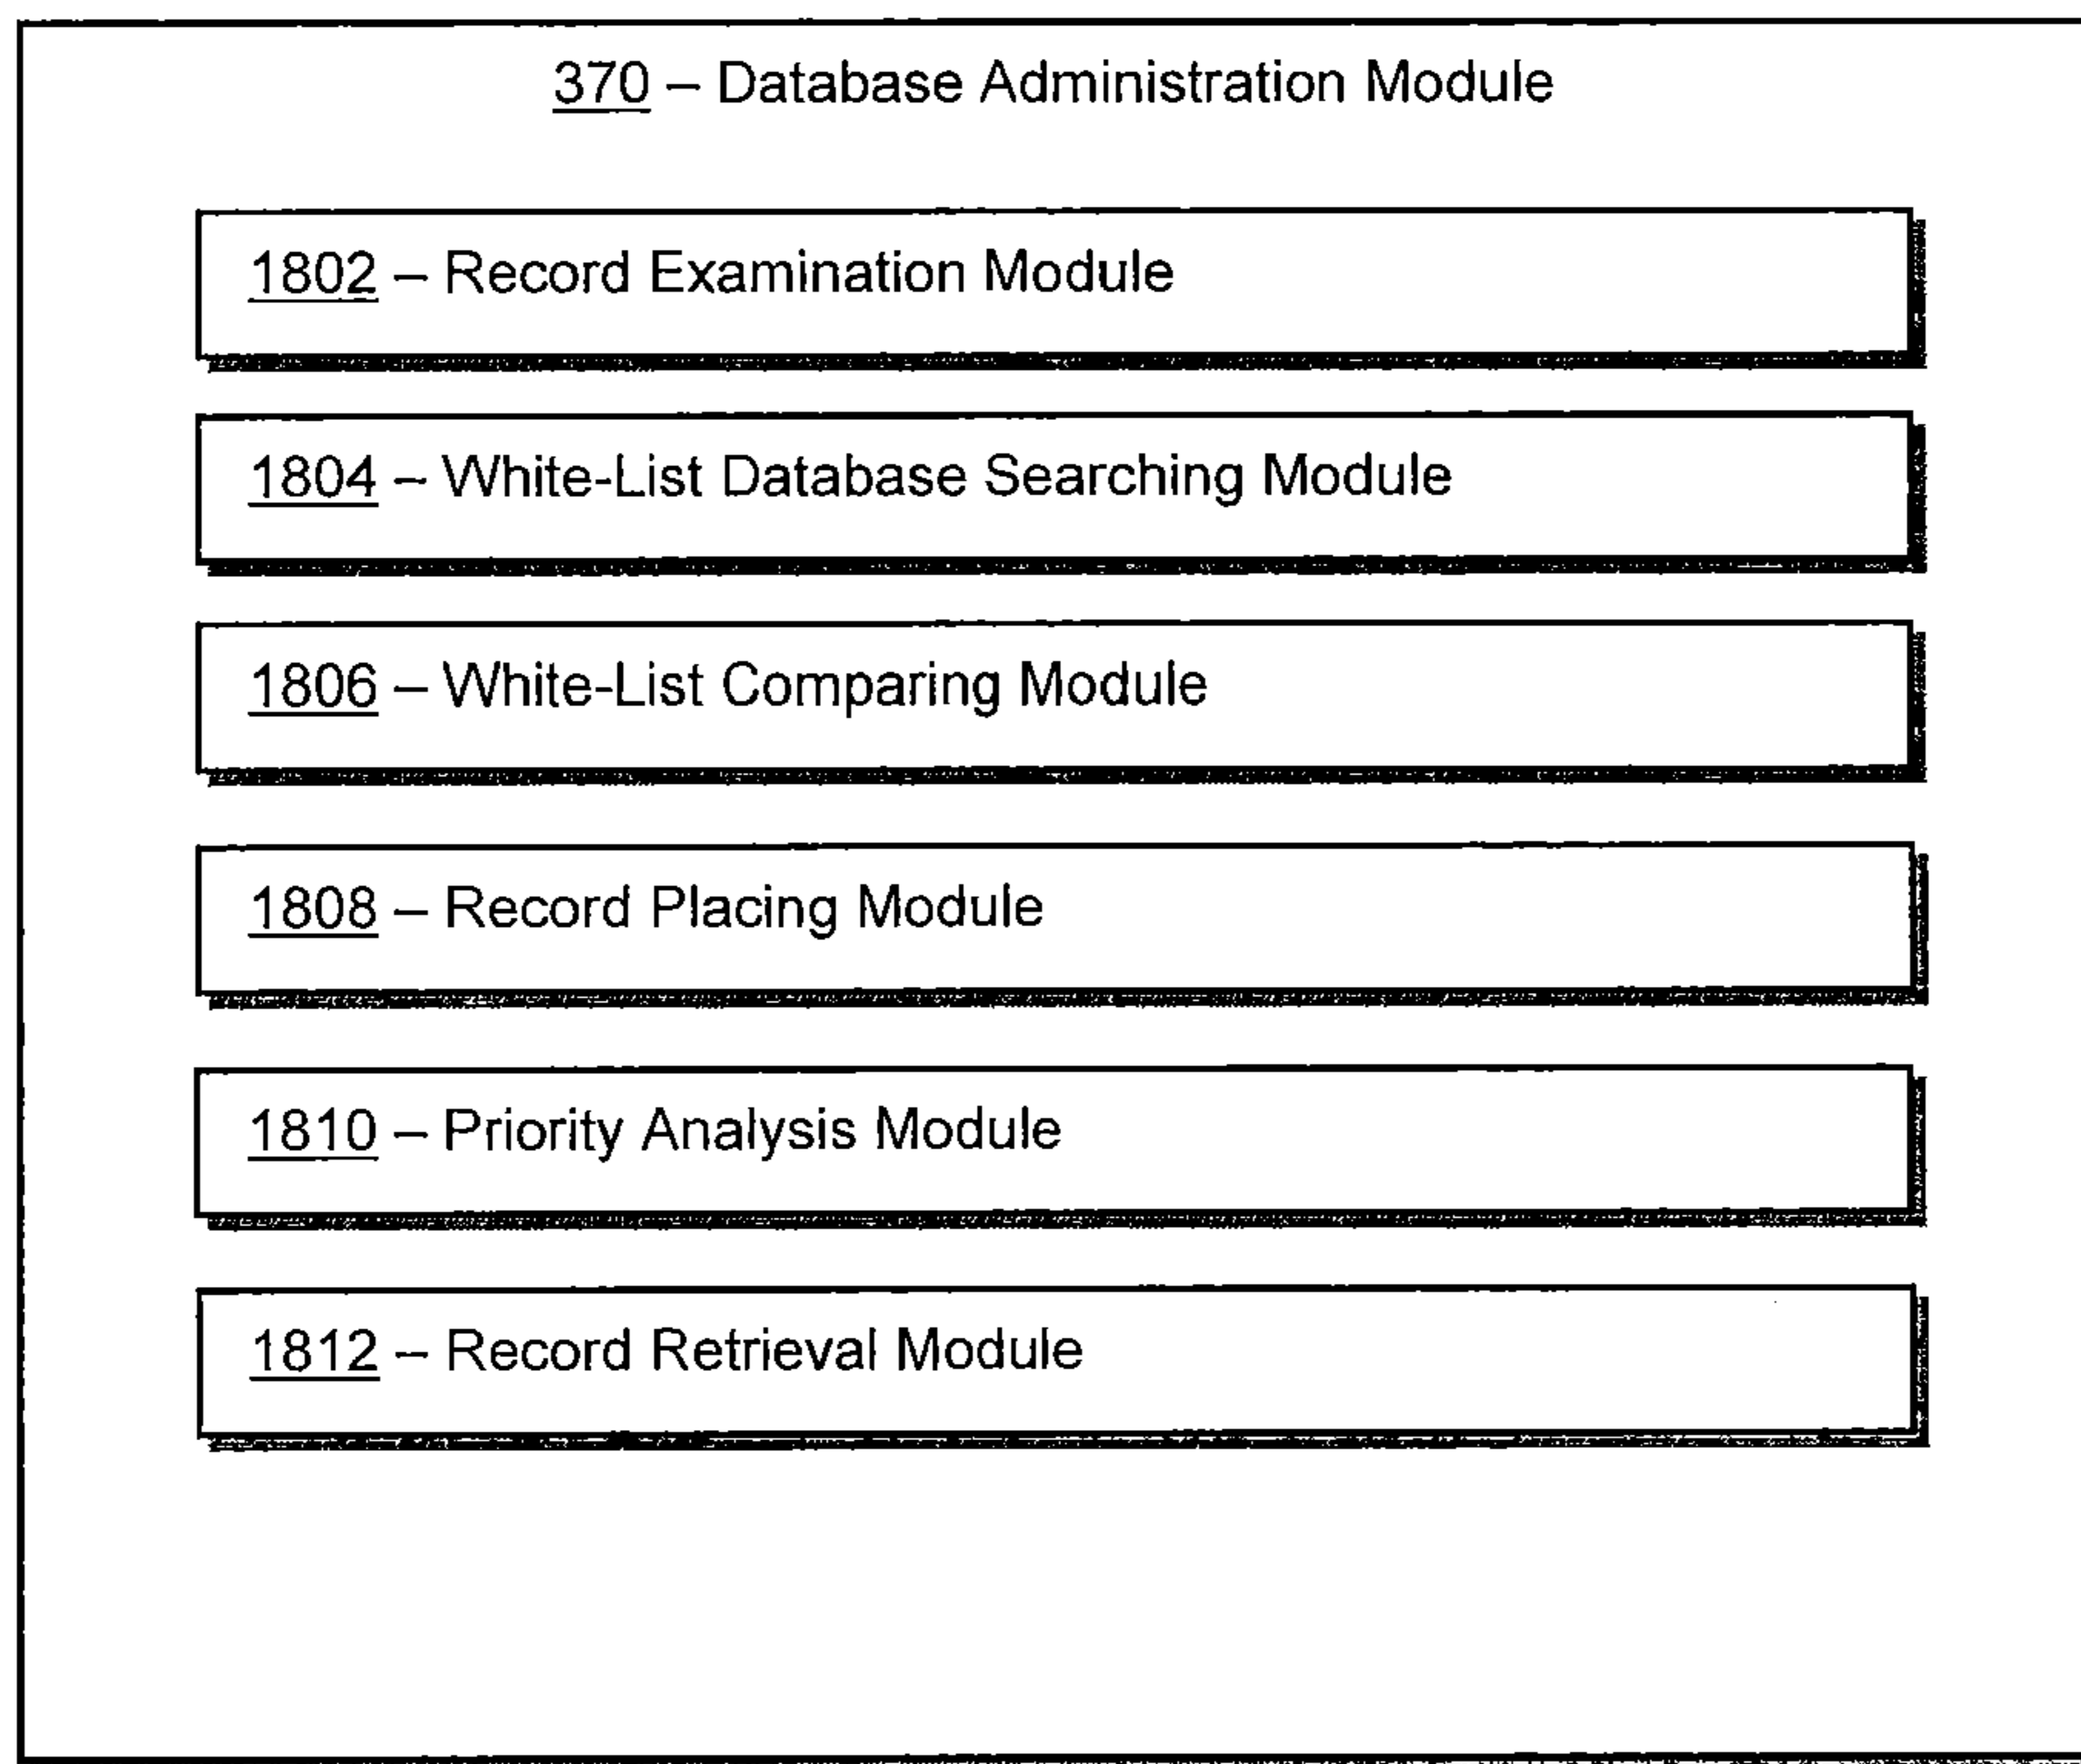 370 – Database Administration Module
1802 – Record Examination Module
1804 – White-List Database Searching Module
1806 – White-List Comparing Module
1808 – Record Placing Module
1810 – Priority Analysis Module
1812 – Record Retrieval Module